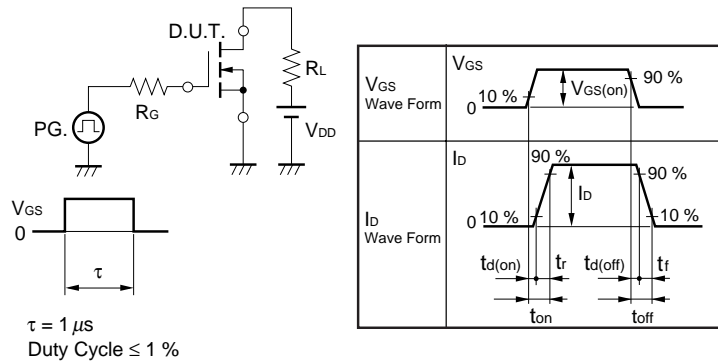 D.U.T.
RL
RG
PG.
VDD
VGS
0
τ
τ = 1 μs
Duty Cycle ≤ 1 %
VGS
Wave Form
VGS
10 %
0
VGS(on)
90 %
ID
Wave Form
ID
90 %
90 %
ID
0
10 %
10 %
td(on)
tr
td(off)
tf
ton
toff